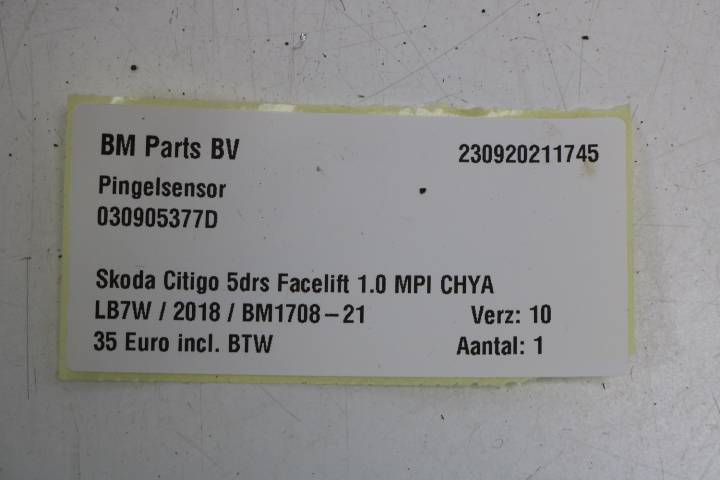 BM Parts BV 230920211745
Pingelsensor
030905377D
Skoda Citigo 5drs Facelift 1.0 MPI CHYA
LB7W / 2018 / BM1708-21 Verz: 10
35 Euro incl. BTW Aantal: 1